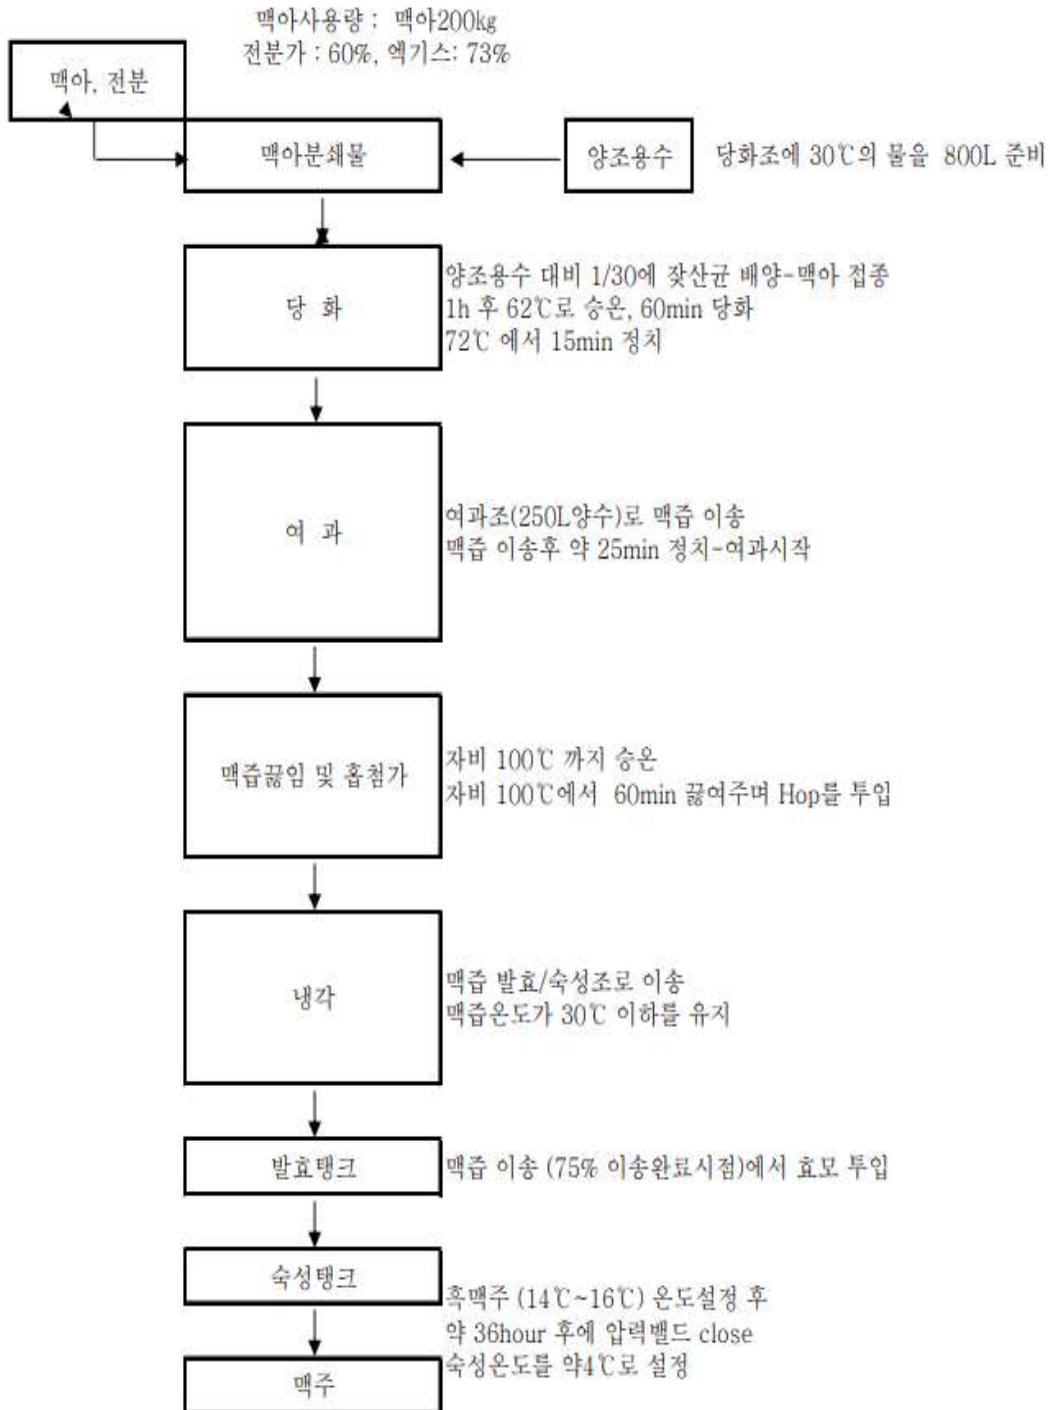 맥아사용량 : 맥아200kg
전분가 : 60%, 엑기스: 73%
맥아, 전분
맥아분쇄물
양조용수
당화조에 30℃의 물을 800L 준비
당 화
양조용수 대비 1/30에 잦산균 배양-맥아 접종
1h 후 62℃로 승온, 60min 당화
72℃ 에서 15min 정치
여 과
여과조(250L양수)로 맥즙 이송
맥즙 이송후 약 25min 정치-여과시작
맥즙끓임 및 홉첨가
자비 100℃ 까지 승온
자비 100℃에서 60min 끓여주며 Hop를 투입
냉각
맥즙 발효/숙성조로 이송
맥즙온도가 30℃ 이하를 유지
발효탱크
맥즙 이송 (75% 이송완료시점)에서 효모 투입
숙성탱크
흑맥주 (14℃~16℃) 온도설정 후
약 36hour 후에 압력밸드 close
숙성온도를 약4℃로 설정
맥주